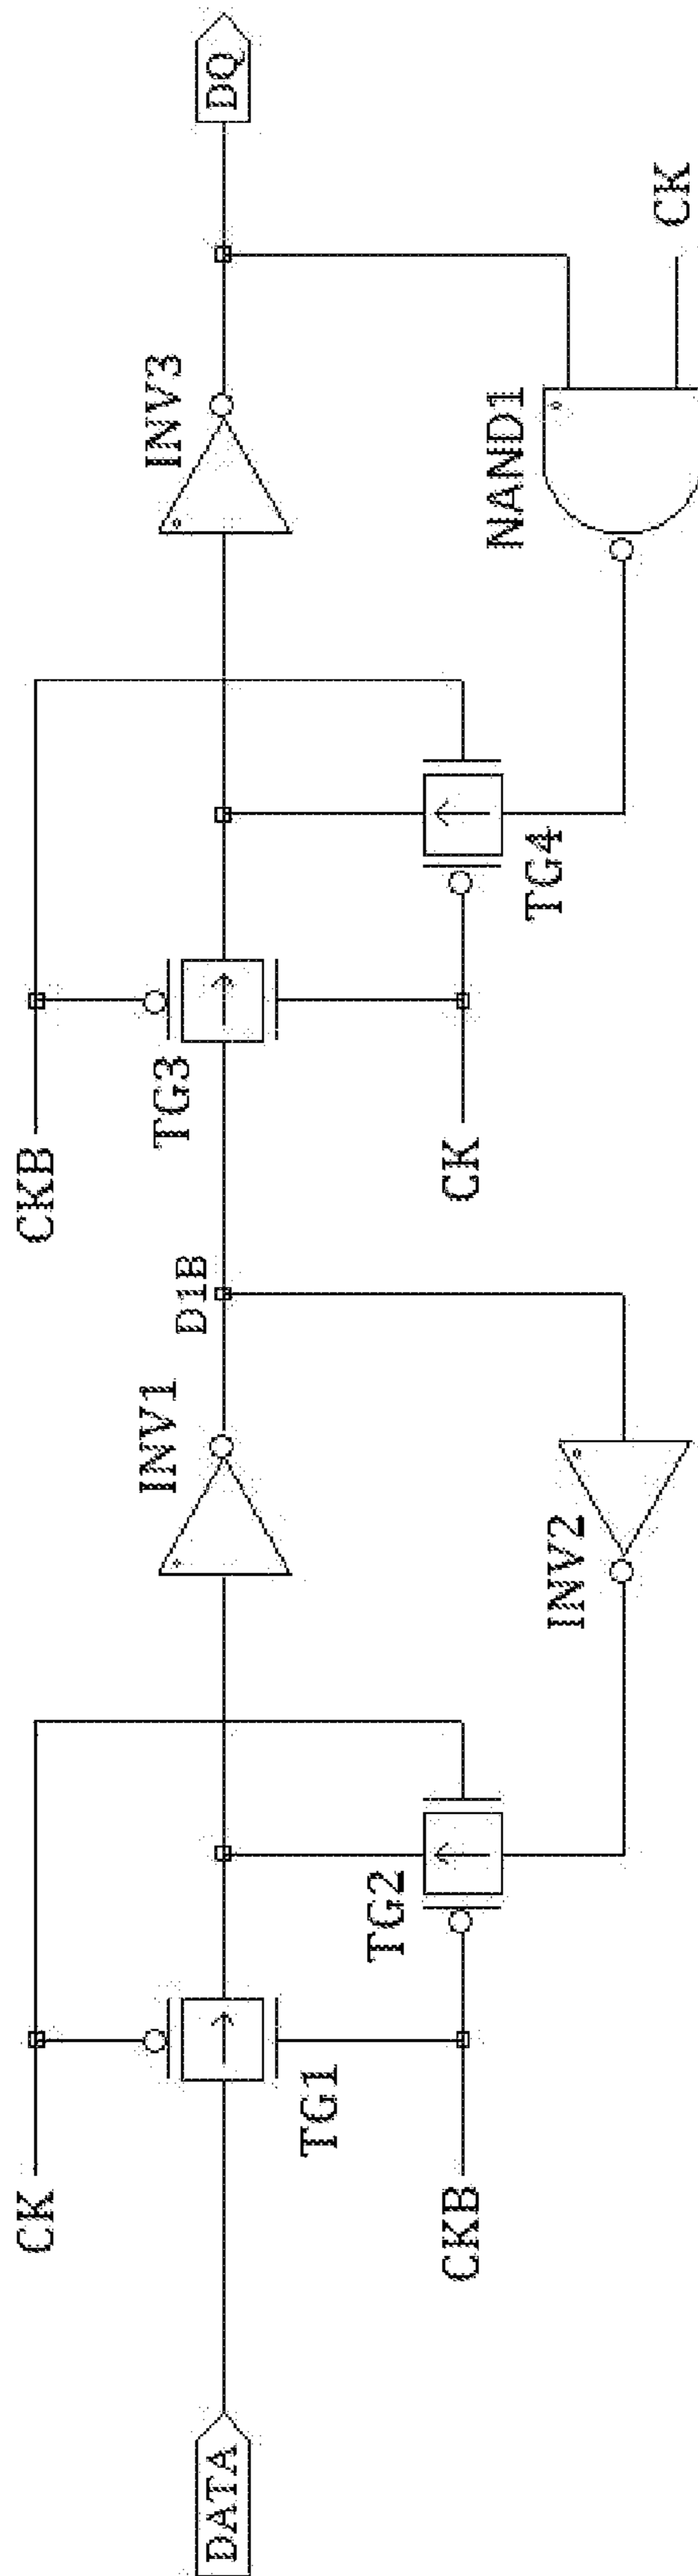 DATA
CK
CKB
TG1
TG2
INV1
INV2
D1B
CKB
CK
TG3
TG4
INV3
NAND1
CK
DQ